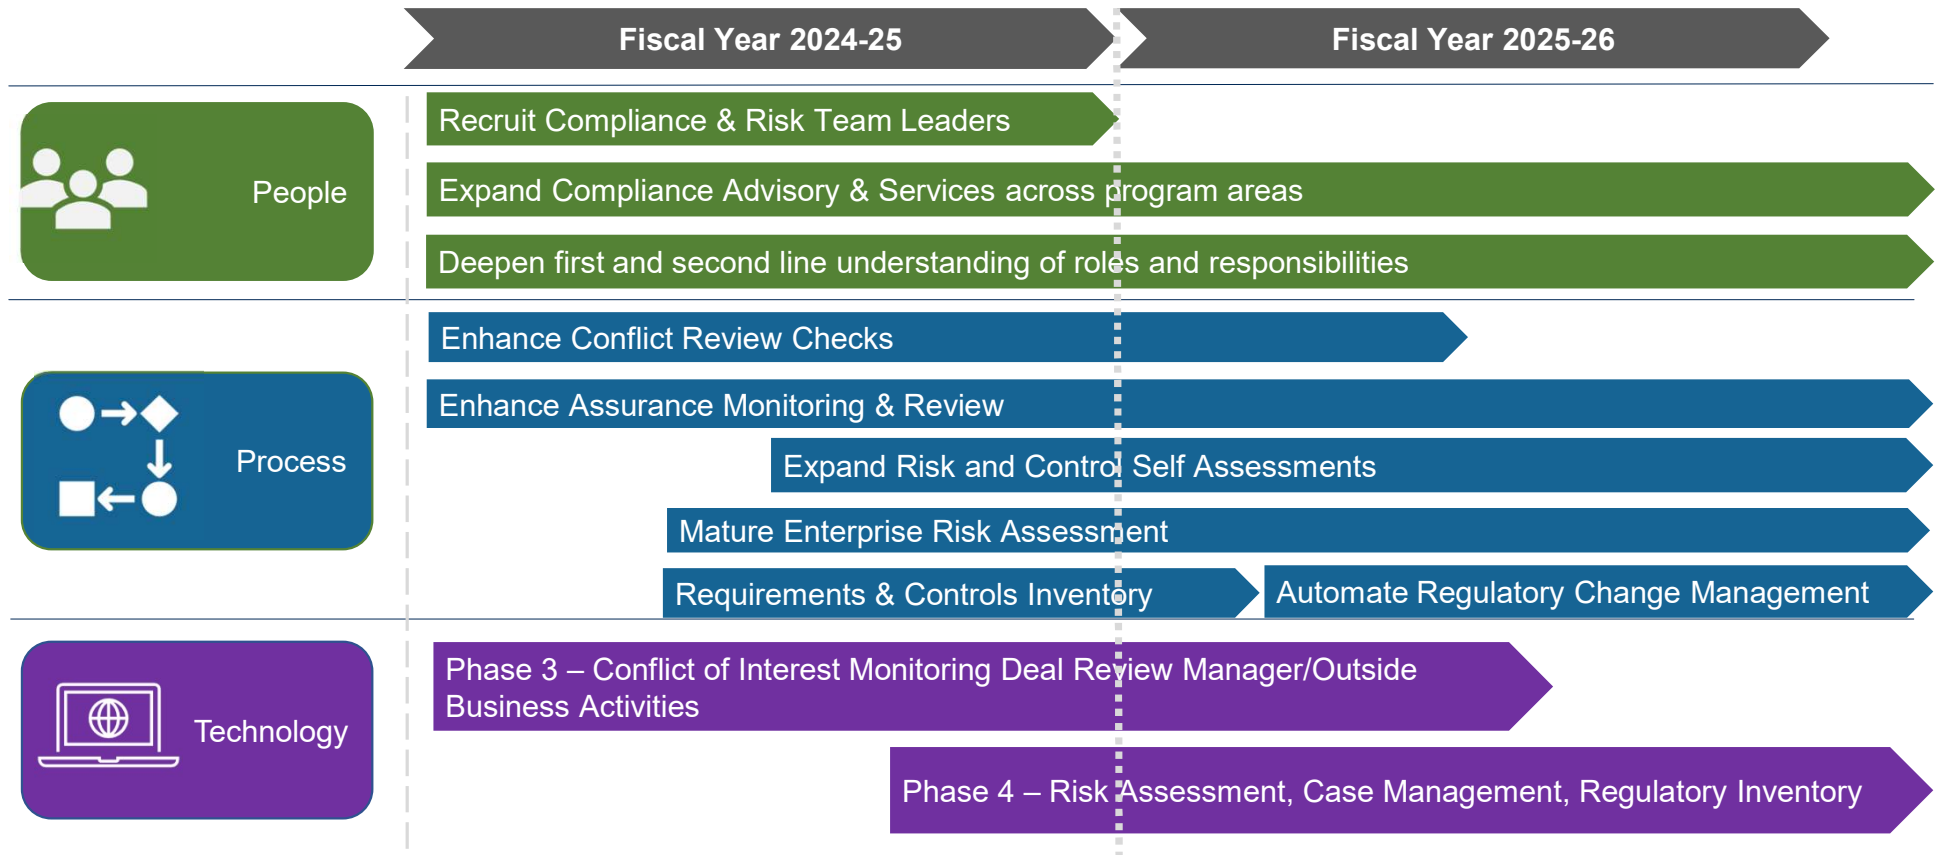 Fiscal Year 2024-25
Fiscal Year 2025-26
People
Recruit Compliance & Risk Team Leaders
Expand Compliance Advisory & Services across program areas
Deepen first and second line understanding of roles and responsibilities
Process
Enhance Conflict Review Checks
Enhance Assurance Monitoring & Review
Expand Risk and Control Self Assessments
Mature Enterprise Risk Assessment
Requirements & Controls Inventory
Automate Regulatory Change Management
Technology
Phase 3 – Conflict of Interest Monitoring Deal Review Manager/Outside
Business Activities
Phase 4 – Risk Assessment, Case Management, Regulatory Inventory